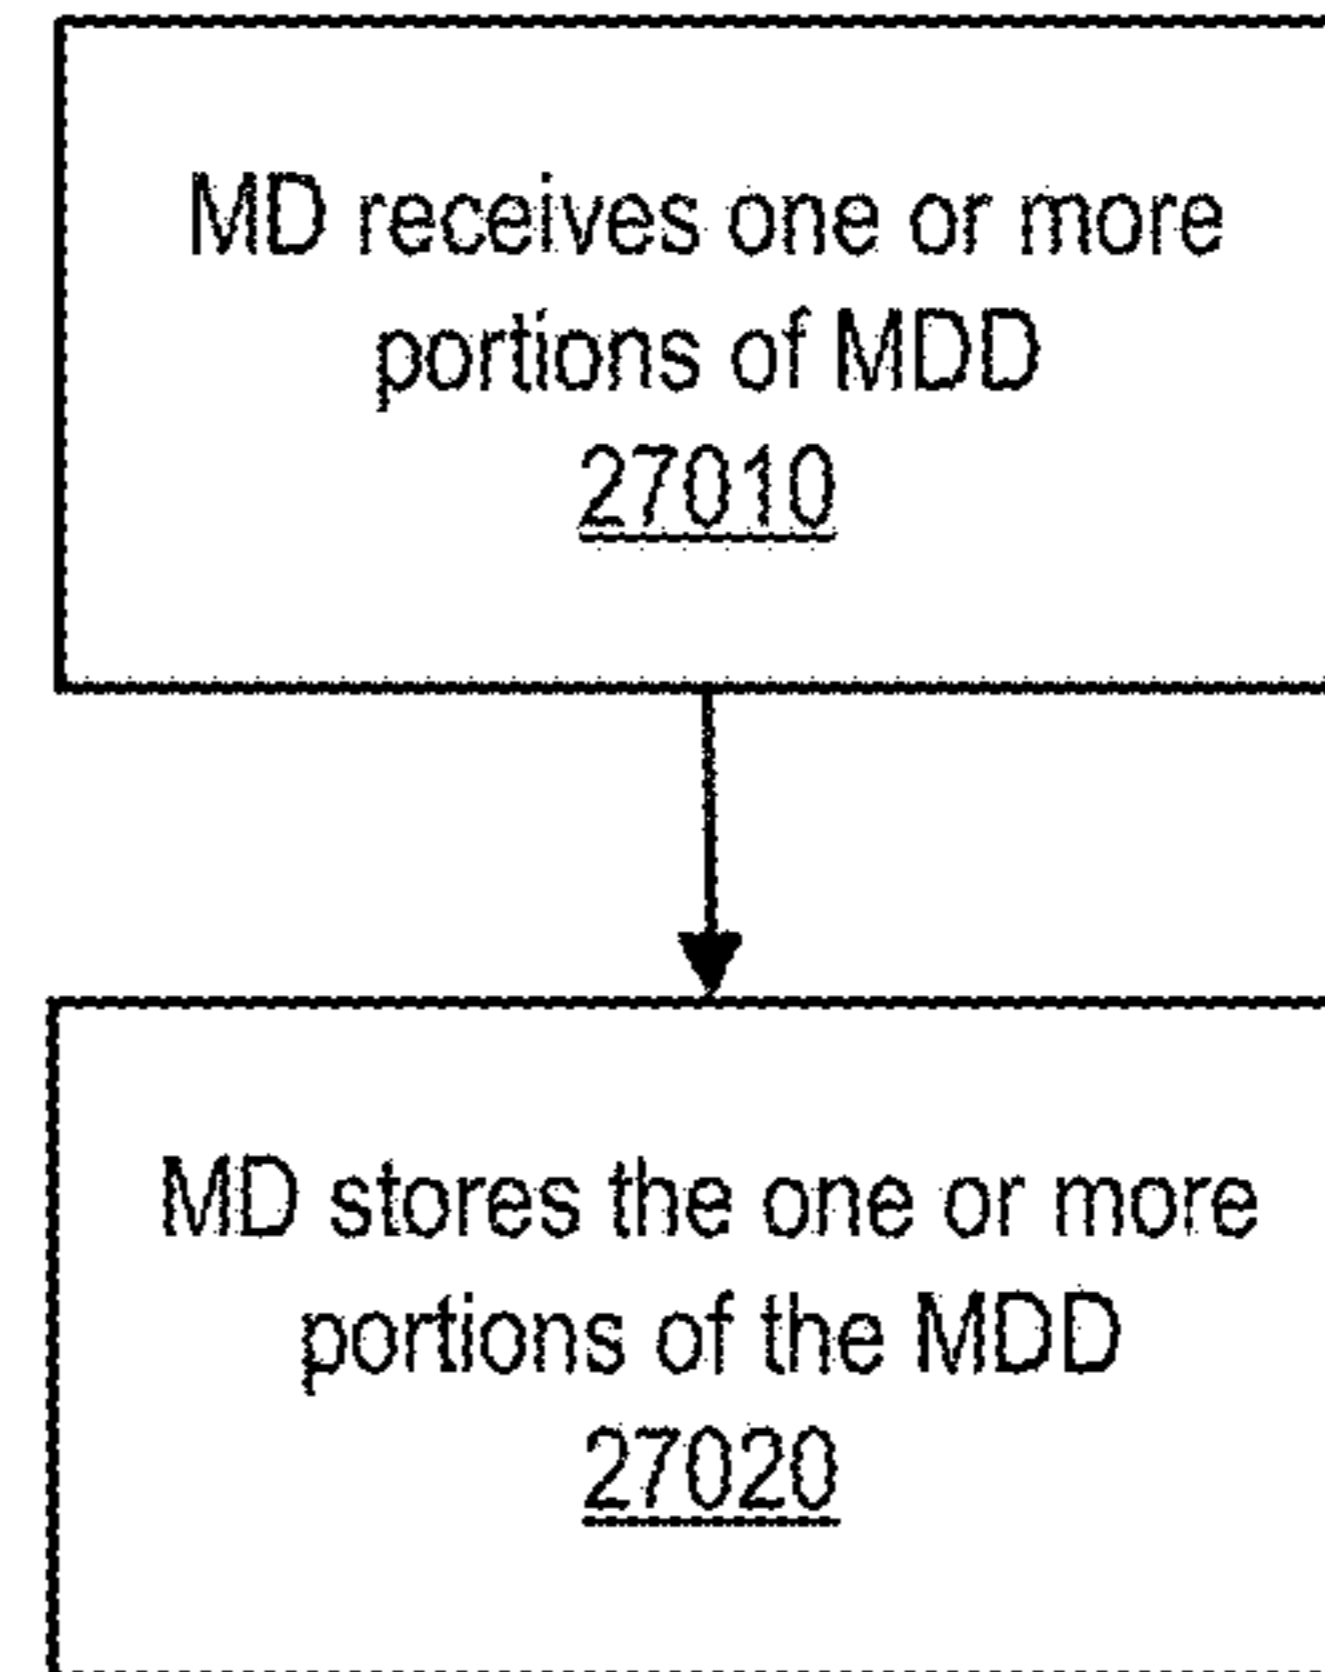 MD receives one or more
portions of MDD
27010
MD stores the one or more
portions of the MDD
27020